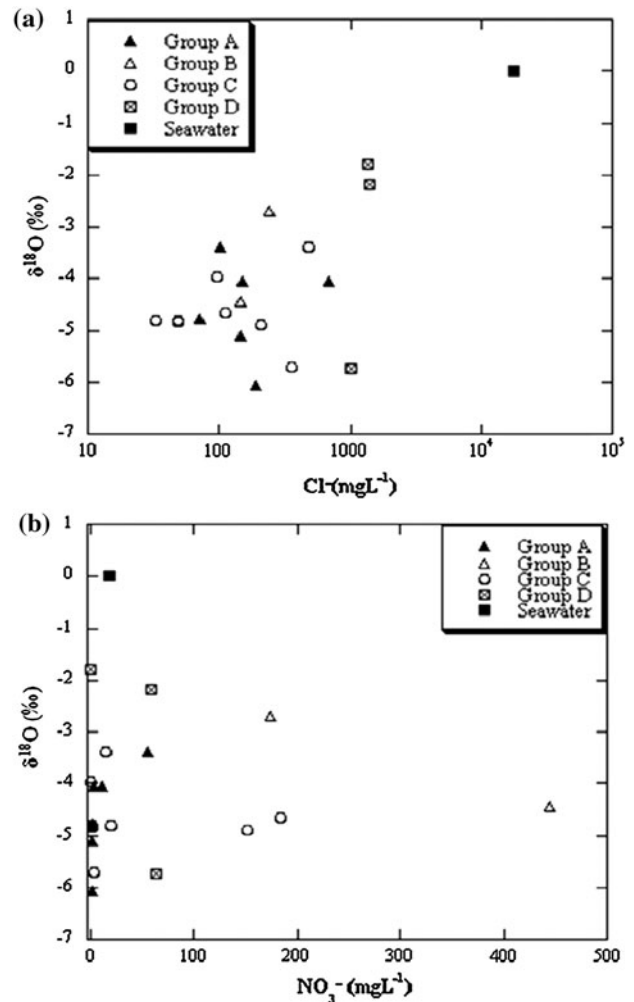 (a)
1
0
-1
-2
-3
-4
-5
-6
-7
δ¹⁸O (‰)
Group A
Group B
Group C
Group D
Seawater
10
100
1000
10⁴
10⁵
Cl⁻(mgL⁻¹)
(b)
1
0
-1
-2
-3
-4
-5
-6
-7
δ¹⁸O (‰)
Group A
Group B
Group C
Group D
Seawater
0
100
200
300
400
500
NO₃⁻ (mgL⁻¹)